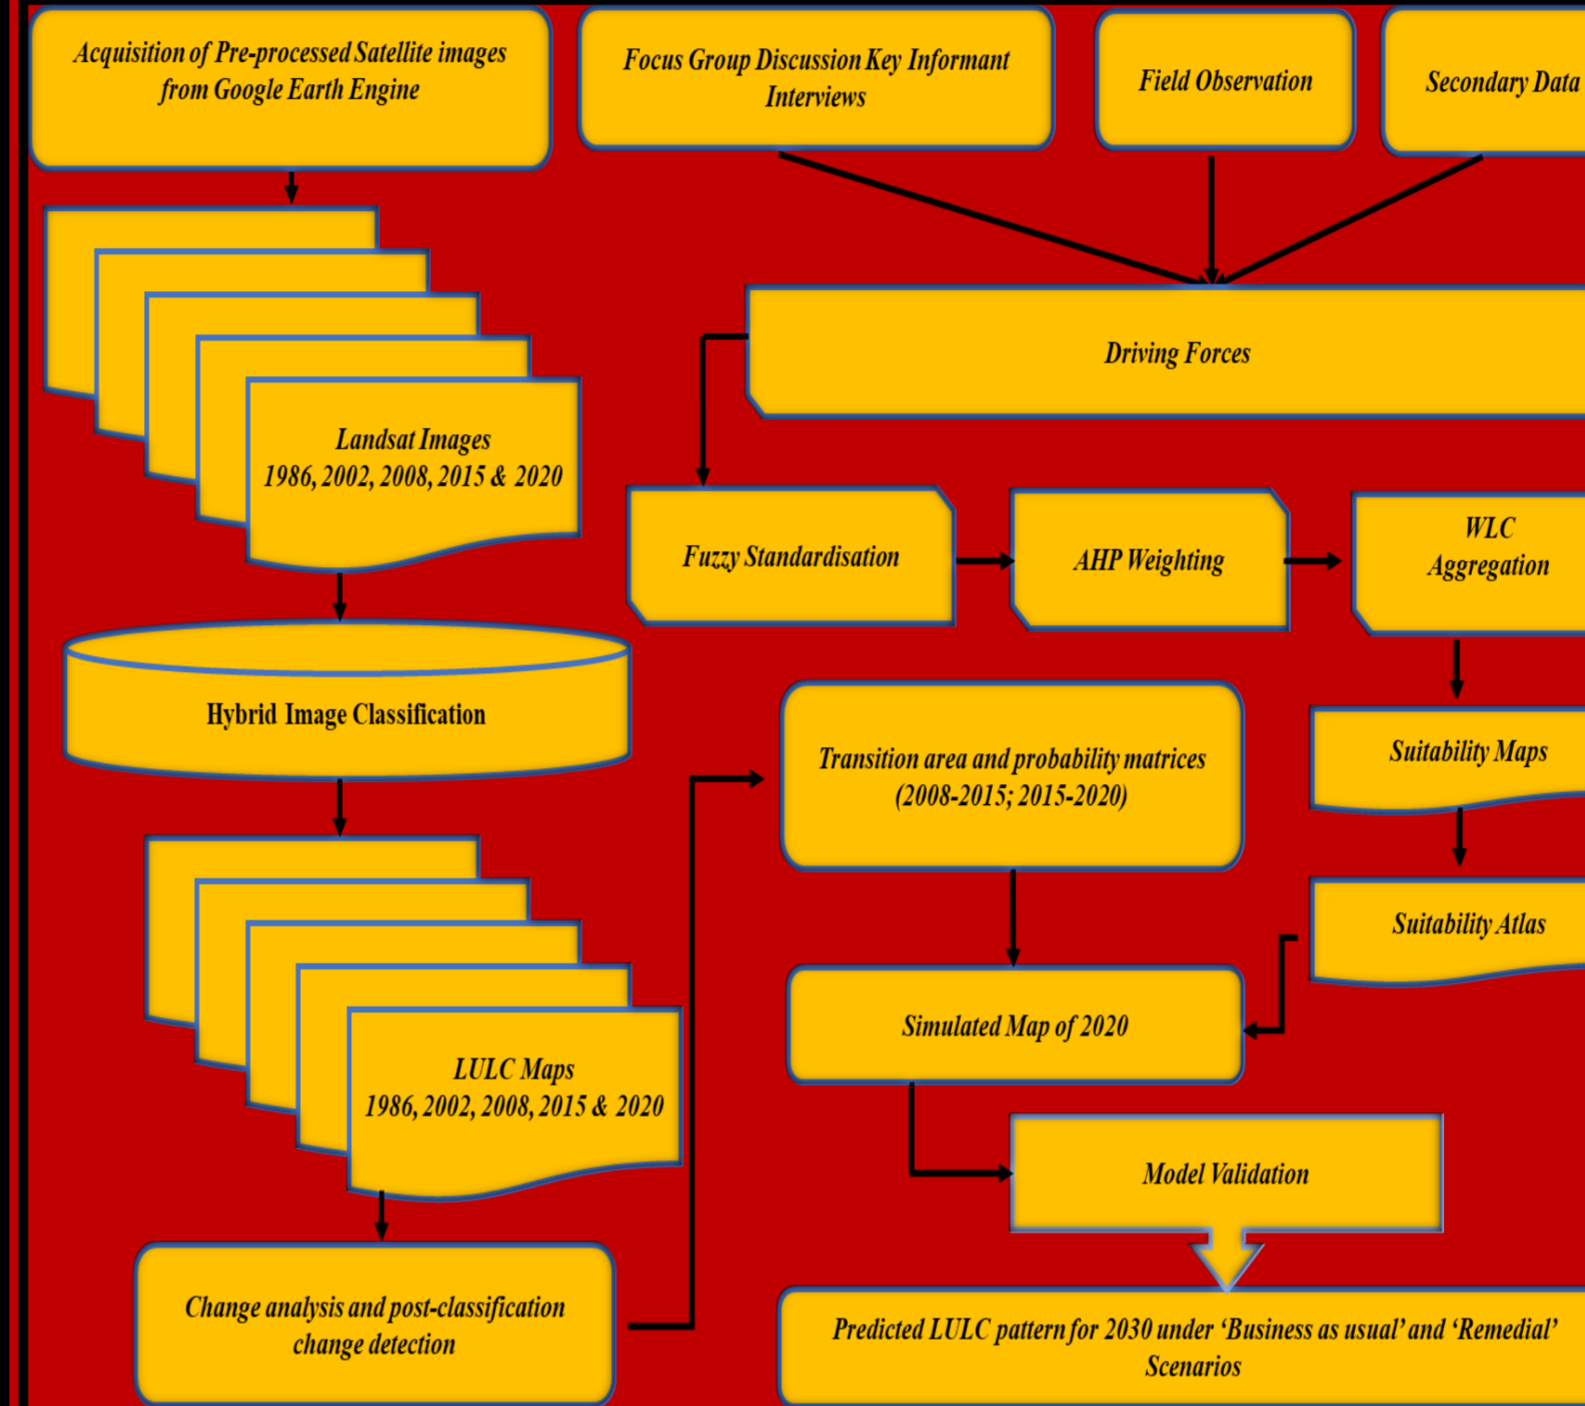 Acquisition of Pre-processed Satellite images
from Google Earth Engine
Focus Group Discussion Key Informant
Interviews
Field Observation
Secondary Data
Landsat Images
1986, 2002, 2008, 2015 & 2020
Driving Forces
Fuzzy Standardisation
AHP Weighting
WLC
Aggregation
Hybrid Image Classification
Transition area and probability matrices
(2008-2015; 2015-2020)
Suitability Maps
Suitability Atlas
Simulated Map of 2020
LULC Maps
1986, 2002, 2008, 2015 & 2020
Model Validation
Change analysis and post-classification
change detection
Predicted LULC pattern for 2030 under ‘Business as usual’ and ‘Remedial’
Scenarios